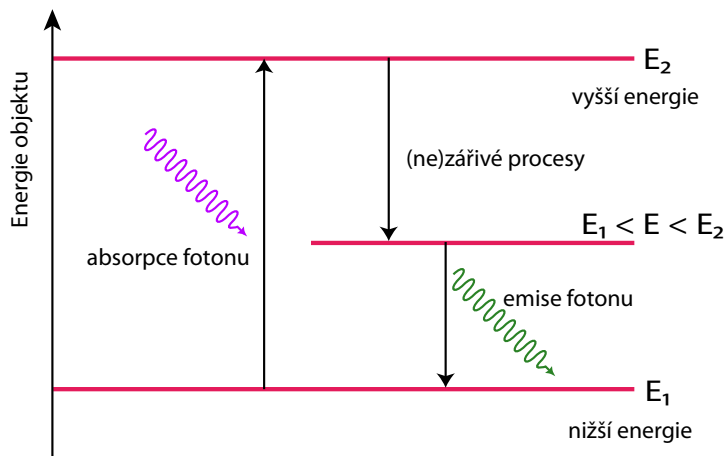 Energie objektu
E₂
vyšší energie
(ne)zářivé procesy
E₁ < E < E₂
absorpce fotonu
emise fotonu
E₁
nižší energie